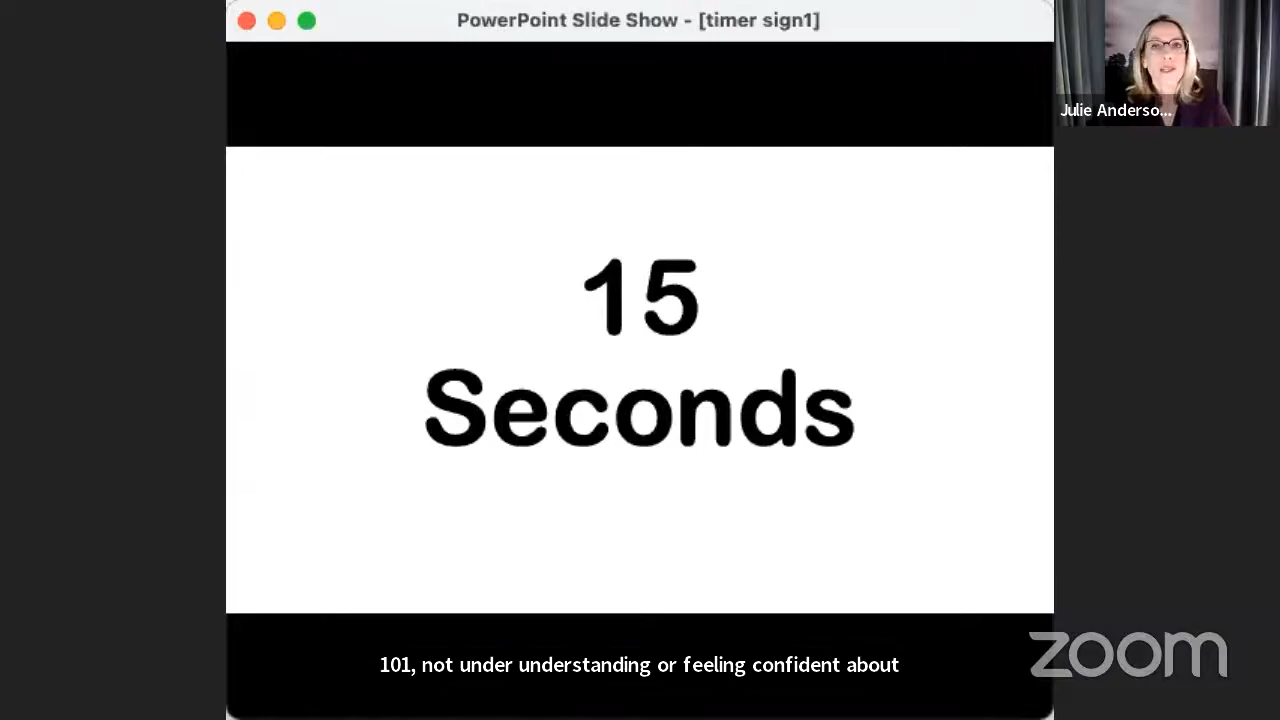 PowerPoint Slide Show - [timer sign1]
Julie Anderso...
15
Seconds
101, not under understanding or feeling confident about
zoom